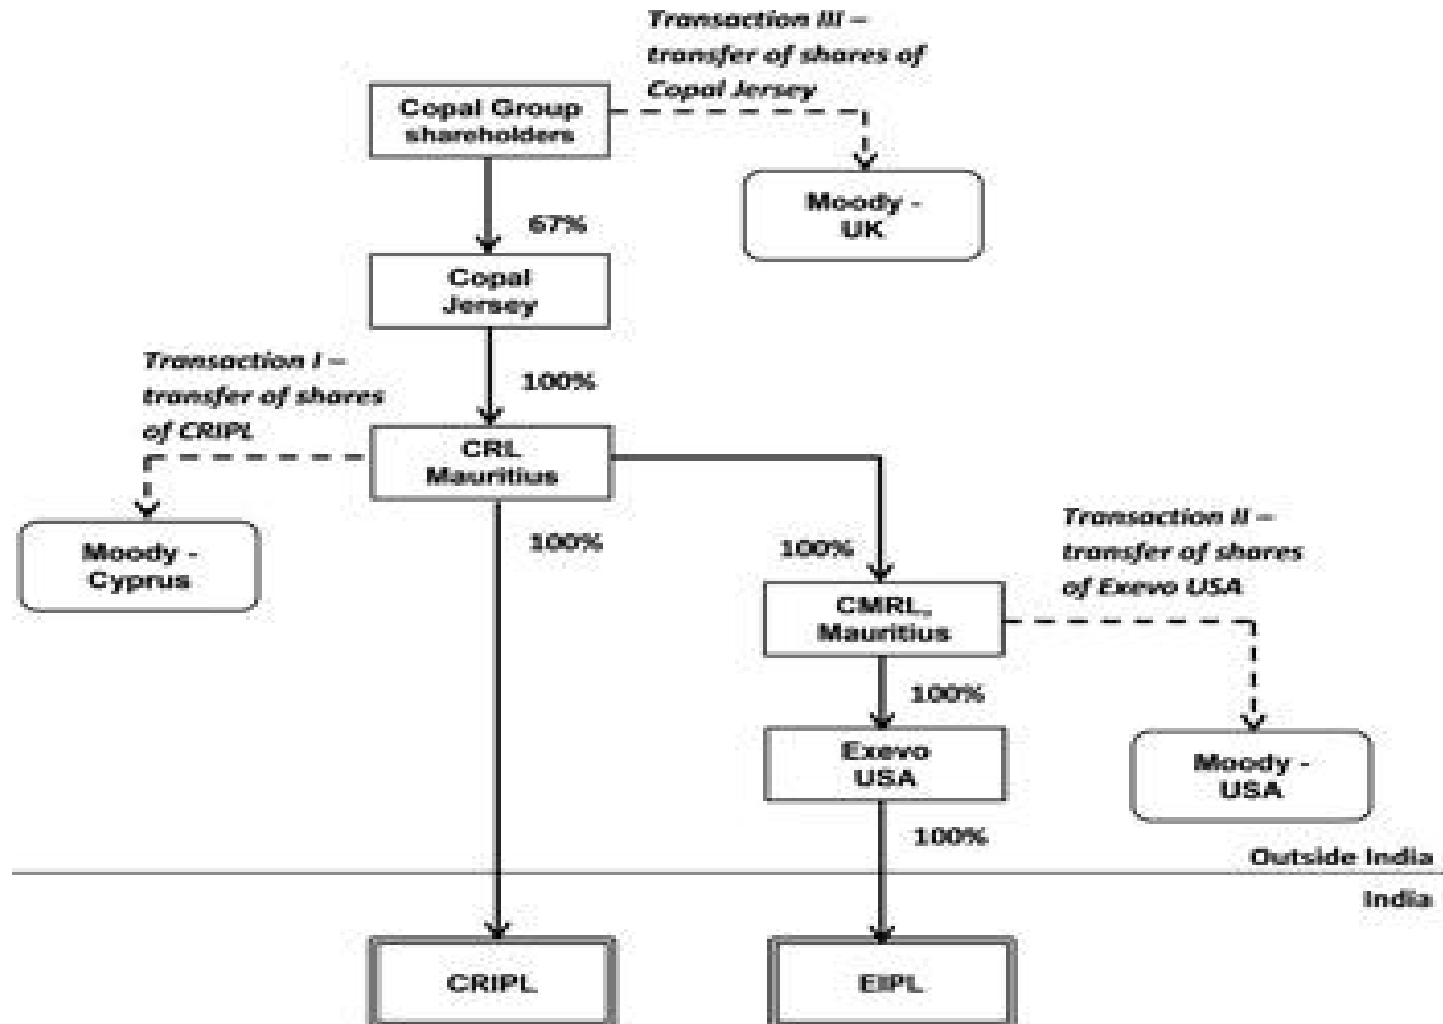 Transaction III –
transfer of shares of
Copal Jersey
Copal Group
shareholders
Moody -
UK
67%
Copal
Jersey
Transaction I –
transfer of shares
of CRIPL
100%
CRL
Mauritius
Moody -
Cyprus
100%
100%
Transaction II –
transfer of shares
of Exevo USA
CMRL,
Mauritius
100%
Exevo
USA
Moody -
USA
100%
Outside India
India
CRIPL
EIPL